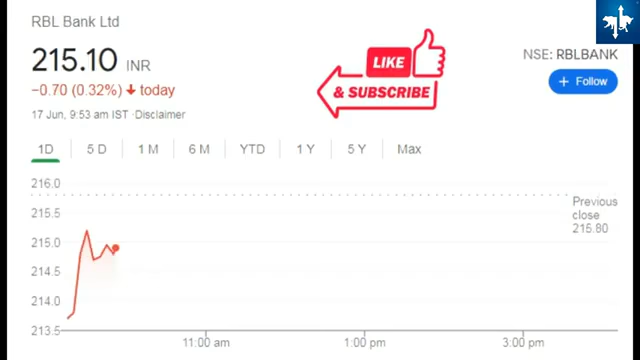 RBL Bank Ltd
215.10 INR
−0.70 (0.32%) ↓ today
17 Jun, 9:53 am IST · Disclaimer
LIKE
& SUBSCRIBE
NSE: RBLBANK
+ Follow
1D 5 D 1 M 6 M YTD 1 Y 5 Y Max
216.0
215.5
215.0
214.5
214.0
213.5
Previous
close
215.80
11:00 am 1:00 pm 3:00 pm